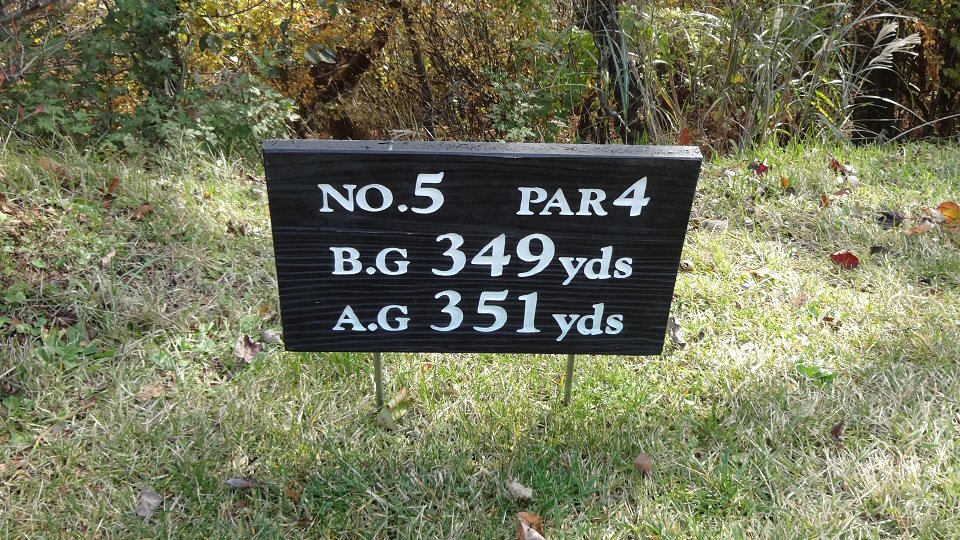 NO.5 PAR 4
B.G 349 yds
A.G 351 yds